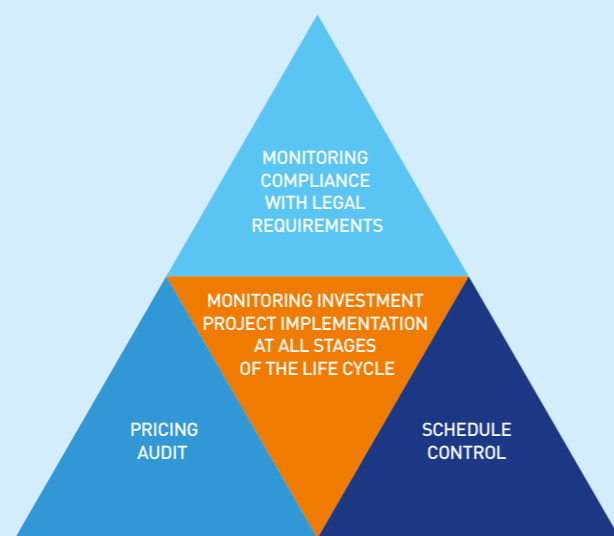 MONITORING
COMPLIANCE
WITH LEGAL
REQUIREMENTS
MONITORING INVESTMENT
PROJECT IMPLEMENTATION
AT ALL STAGES
OF THE LIFE CYCLE
PRICING
AUDIT
SCHEDULE
CONTROL